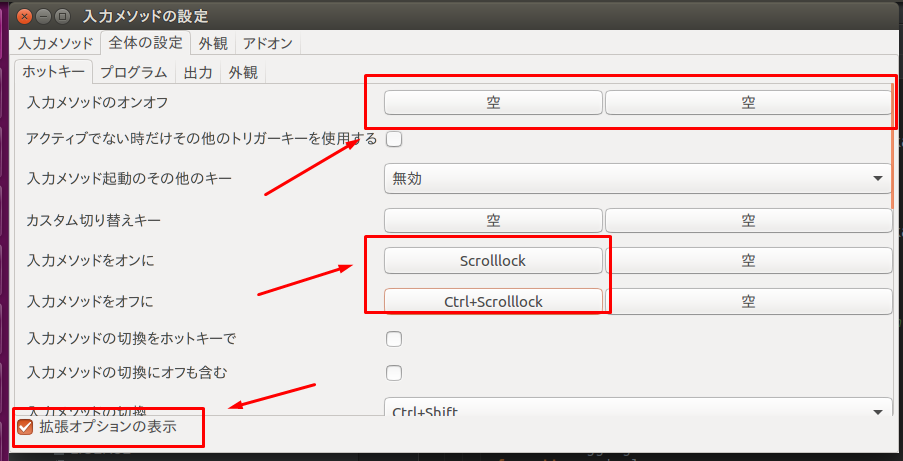 入力メソッドの設定
入力メソッド 全体の設定 外観 アドオン
ホットキー プログラム 出力 外観
入力メソッドのオンオフ 空 空
アクティブでない時だけその他のトリガーキーを使用する
入力メソッド起動のその他のキー 無効
カスタム切り替えキー 空 空
入力メソッドをオンに Scrolllock 空
入力メソッドをオフに Ctrl+Scrolllock 空
入力メソッドの切換をホットキーで
入力メソッドの切換にオフも含む
入力メソッドの切換 Ctrl+Shift
拡張オプションの表示